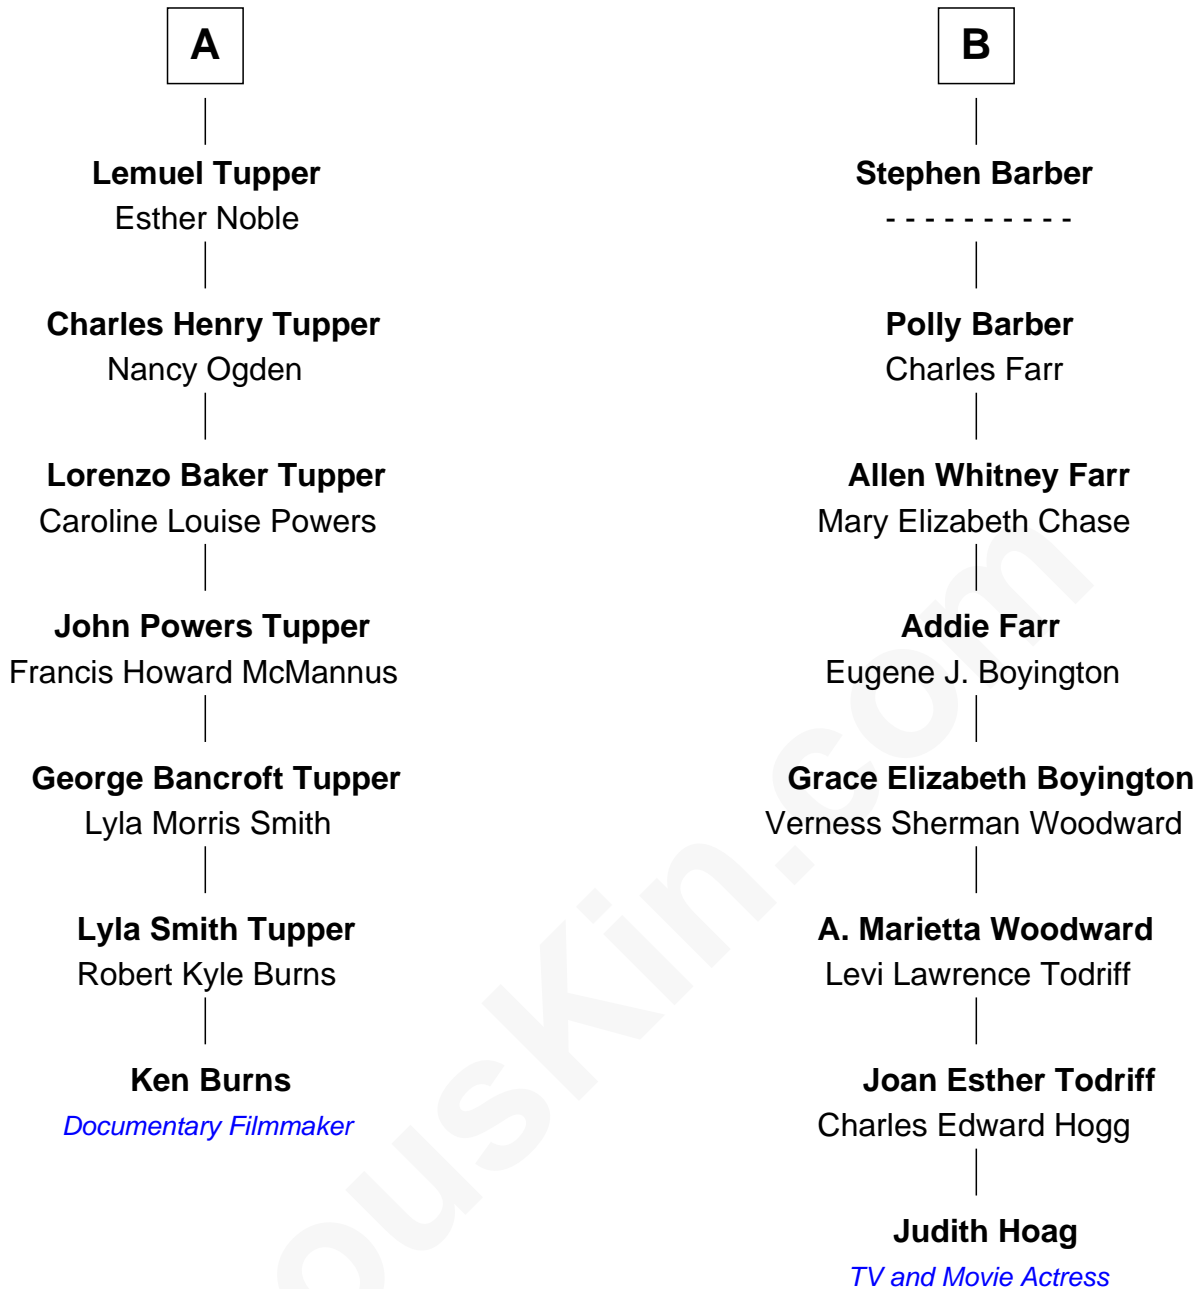 A
Lemuel Tupper
Esther Noble
Charles Henry Tupper
Nancy Ogden
Lorenzo Baker Tupper
Caroline Louise Powers
John Powers Tupper
Francis Howard McMannus
George Bancroft Tupper
Lyla Morris Smith
Lyla Smith Tupper
Robert Kyle Burns
Ken Burns
Documentary Filmmaker
B
Stephen Barber
- - - - - - - - - -
Polly Barber
Charles Farr
Allen Whitney Farr
Mary Elizabeth Chase
Addie Farr
Eugene J. Boyington
Grace Elizabeth Boyington
Verness Sherman Woodward
A. Marietta Woodward
Levi Lawrence Todriff
Joan Esther Todriff
Charles Edward Hogg
Judith Hoag
TV and Movie Actress
ousKin.com